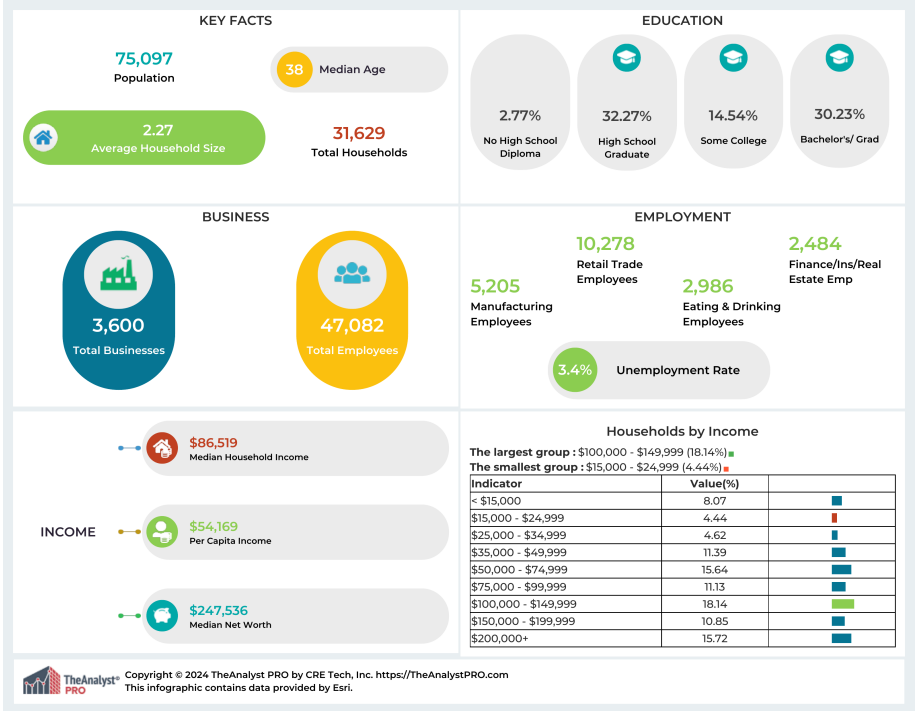 KEY FACTS
75,097
Population
38
Median Age
2.27
Average Household Size
31,629
Total Households
EDUCATION
2.77%
No High School
Diploma
32.27%
High School
Graduate
14.54%
Some College
30.23%
Bachelor's/ Grad
BUSINESS
3,600
Total Businesses
47,082
Total Employees
EMPLOYMENT
5,205
Manufacturing
Employees
10,278
Retail Trade
Employees
2,986
Eating & Drinking
Employees
2,484
Finance/Ins/Real
Estate Emp
3.4%
Unemployment Rate
INCOME
$86,519
Median Household Income
$54,169
Per Capita Income
$247,536
Median Net Worth
Households by Income
The largest group : $100,000 - $149,999 (18.14%)
The smallest group : $15,000 - $24,999 (4.44%)
Indicator Value(%)
< $15,000 8.07
$15,000 - $24,999 4.44
$25,000 - $34,999 4.62
$35,000 - $49,999 11.39
$50,000 - $74,999 15.64
$75,000 - $99,999 11.13
$100,000 - $149,999 18.14
$150,000 - $199,999 10.85
$200,000+ 15.72
TheAnalyst®
PRO
Copyright © 2024 TheAnalyst PRO by CRE Tech, Inc. https://TheAnalystPRO.com
This infographic contains data provided by Esri.